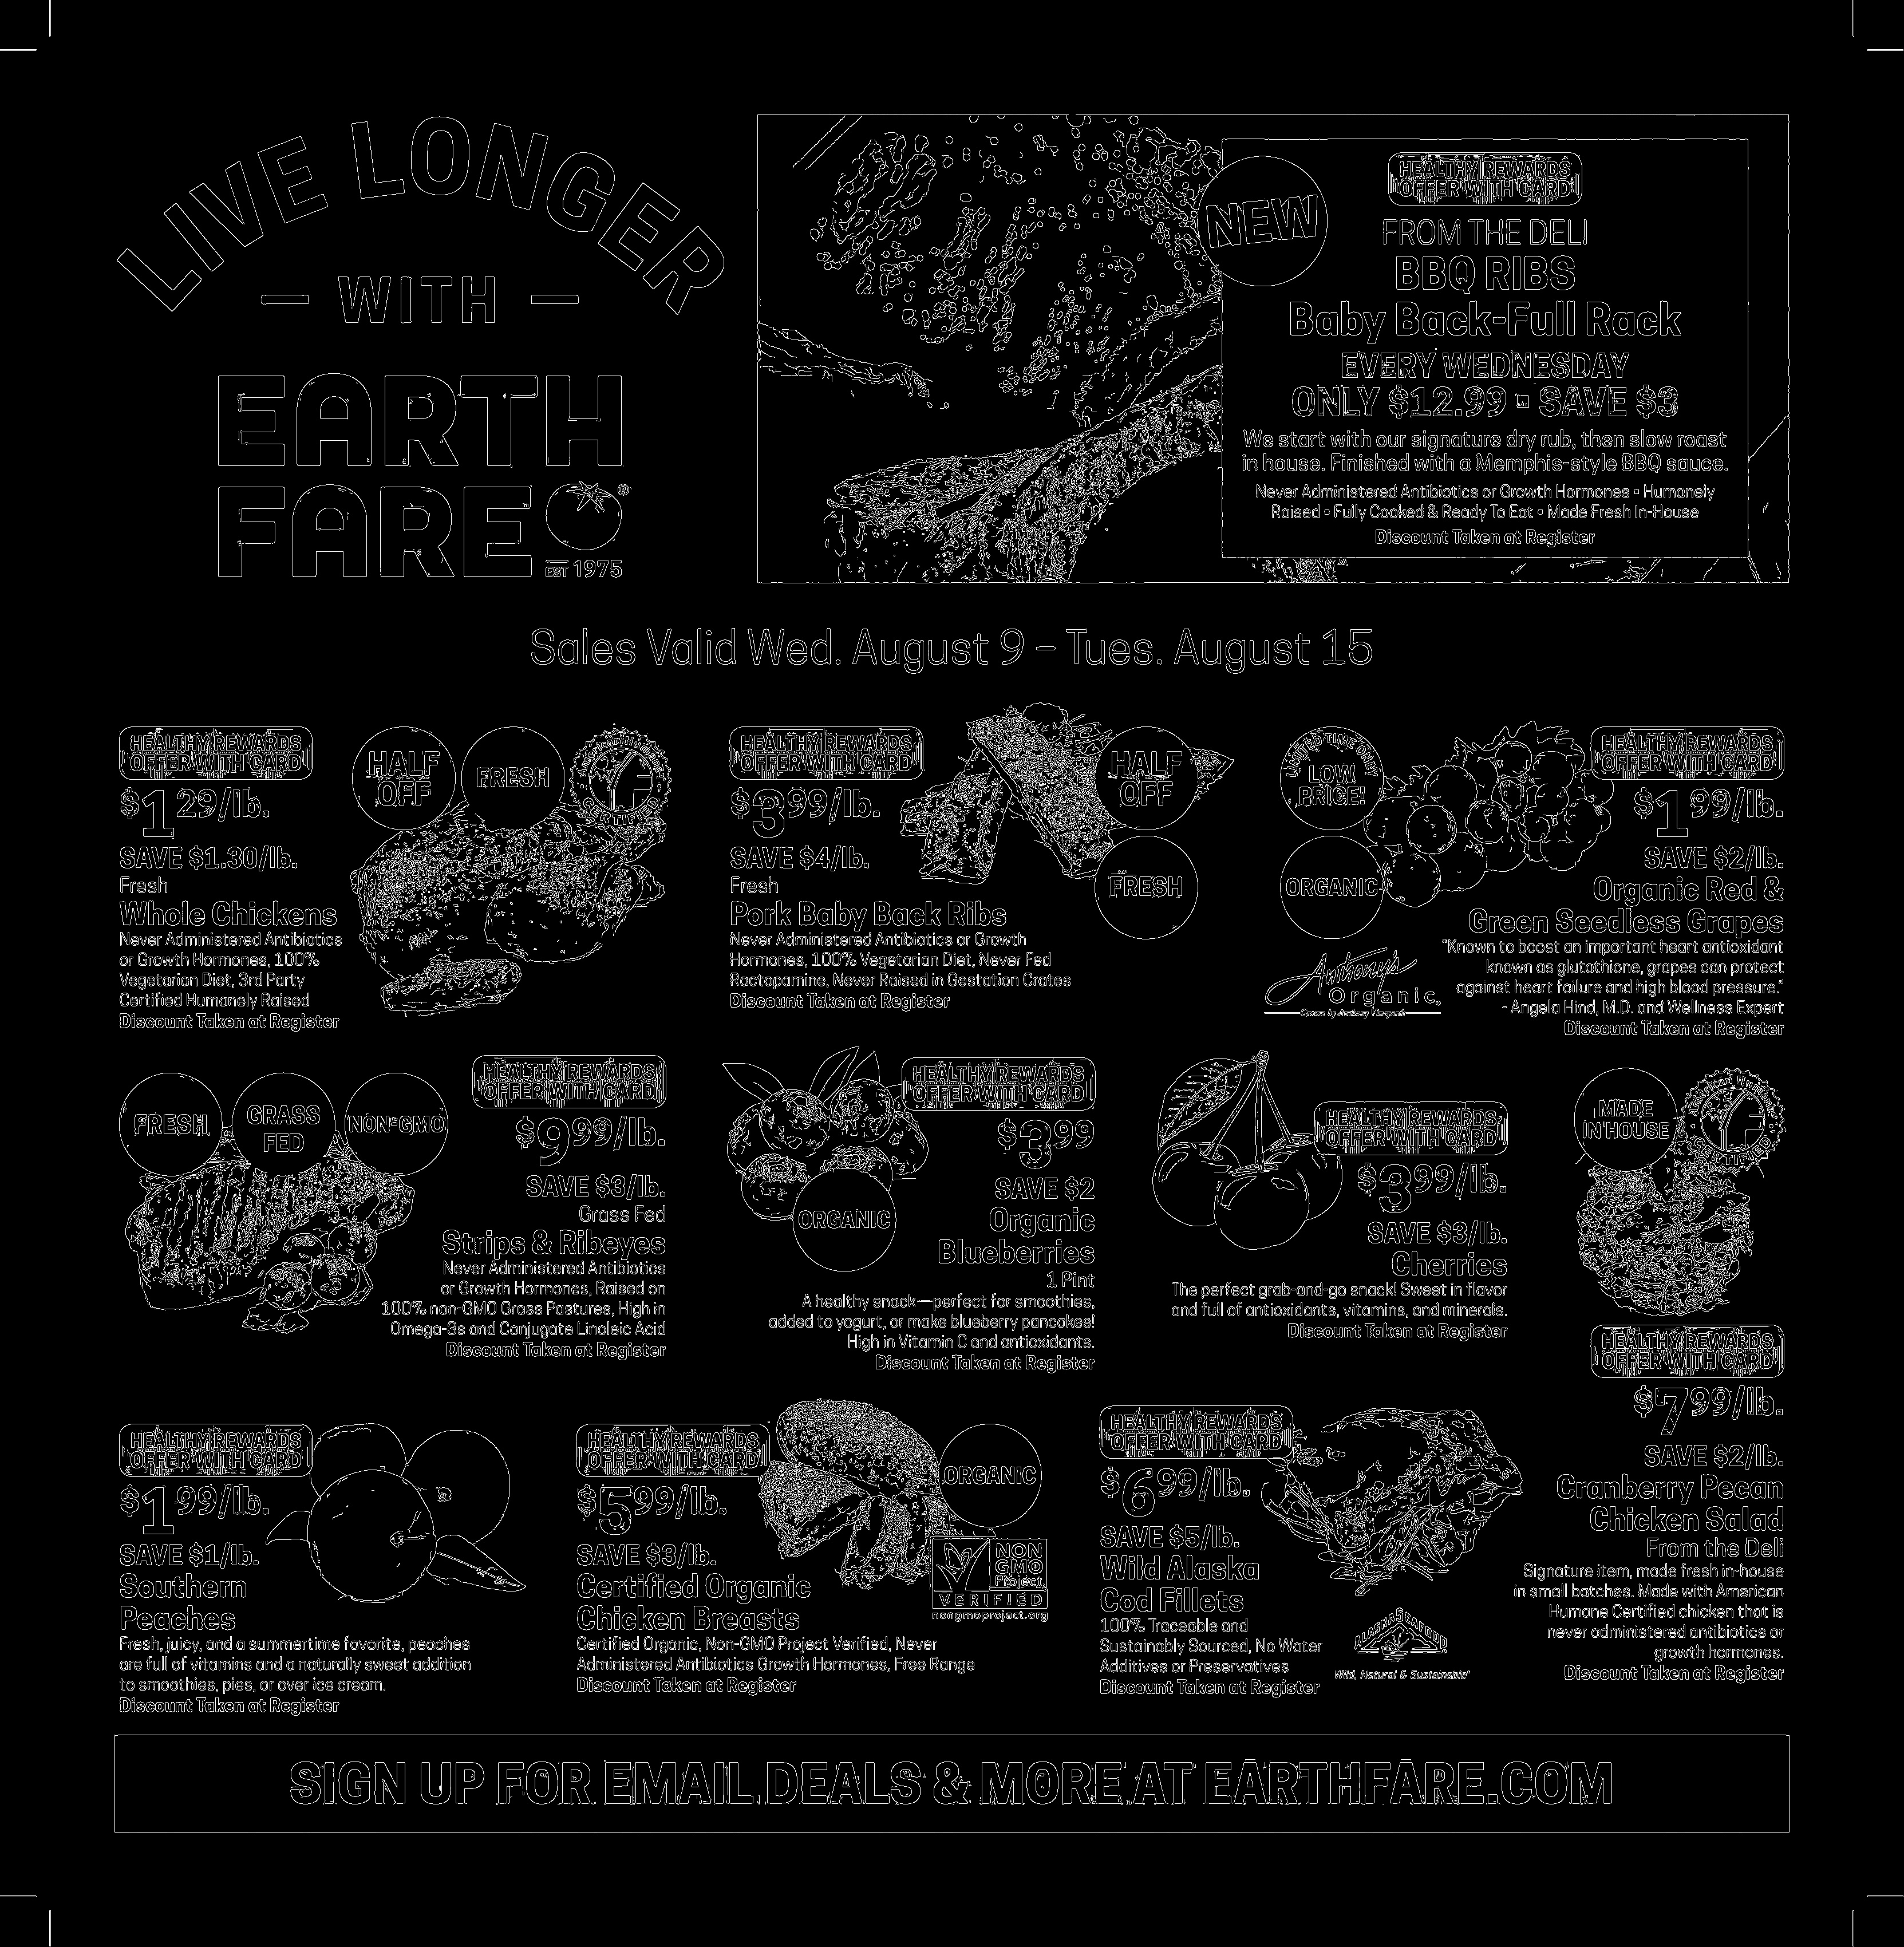 LIVE LONGER
— WITH —
EARTH
FARE®
EST 1975
NEW
HEALTHY REWARDS
OFFER WITH CARD
FROM THE DELI
BBQ RIBS
Baby Back-Full Rack
EVERY WEDNESDAY
ONLY $12.99 • SAVE $3
We start with our signature dry rub, then slow roast
in house. Finished with a Memphis-style BBQ sauce.
Never Administered Antibiotics or Growth Hormones • Humanely
Raised • Fully Cooked & Ready To Eat • Made Fresh In-House
Discount Taken at Register
Sales Valid Wed. August 9 – Tues. August 15
HEALTHY REWARDS
OFFER WITH CARD
HALF
OFF
FRESH
American Humane
CERTIFIED
$1 29/lb.
SAVE $1.30/lb.
Fresh
Whole Chickens
Never Administered Antibiotics
or Growth Hormones, 100%
Vegetarian Diet, 3rd Party
Certified Humanely Raised
Discount Taken at Register
HEALTHY REWARDS
OFFER WITH CARD
HALF
OFF
FRESH
$3 99/lb.
SAVE $4/lb.
Fresh
Pork Baby Back Ribs
Never Administered Antibiotics or Growth
Hormones, 100% Vegetarian Diet, Never Fed
Ractopamine, Never Raised in Gestation Crates
Discount Taken at Register
LIMITED TIME ONLY
LOW
PRICE!
ORGANIC
HEALTHY REWARDS
OFFER WITH CARD
$1 99/lb.
SAVE $2/lb.
Organic Red &
Green Seedless Grapes
"Known to boost an important heart antioxidant
known as glutathione, grapes can protect
against heart failure and high blood pressure."
- Angela Hind, M.D. and Wellness Expert
Discount Taken at Register
Anthony's
Organic
Grown by Anthony Vineyards
FRESH
GRASS
FED
NON-GMO
HEALTHY REWARDS
OFFER WITH CARD
$9 99/lb.
SAVE $3/lb.
Grass Fed
Strips & Ribeyes
Never Administered Antibiotics
or Growth Hormones, Raised on
100% non-GMO Grass Pastures, High in
Omega-3s and Conjugate Linoleic Acid
Discount Taken at Register
HEALTHY REWARDS
OFFER WITH CARD
ORGANIC
$3 99
SAVE $2
Organic
Blueberries
1 Pint
A healthy snack—perfect for smoothies,
added to yogurt, or make blueberry pancakes!
High in Vitamin C and antioxidants.
Discount Taken at Register
HEALTHY REWARDS
OFFER WITH CARD
$3 99/lb.
SAVE $3/lb.
Cherries
The perfect grab-and-go snack! Sweet in flavor
and full of antioxidants, vitamins, and minerals.
Discount Taken at Register
MADE
IN HOUSE
American Humane
CERTIFIED
HEALTHY REWARDS
OFFER WITH CARD
$7 99/lb.
SAVE $2/lb.
Cranberry Pecan
Chicken Salad
From the Deli
Signature item, made fresh in-house
in small batches. Made with American
Humane Certified chicken that is
never administered antibiotics or
growth hormones.
Discount Taken at Register
HEALTHY REWARDS
OFFER WITH CARD
$1 99/lb.
SAVE $1/lb.
Southern
Peaches
Fresh, juicy, and a summertime favorite, peaches
are full of vitamins and a naturally sweet addition
to smoothies, pies, or over ice cream.
Discount Taken at Register
HEALTHY REWARDS
OFFER WITH CARD
ORGANIC
$5 99/lb.
SAVE $3/lb.
Certified Organic
Chicken Breasts
Certified Organic, Non-GMO Project Verified, Never
Administered Antibiotics Growth Hormones, Free Range
Discount Taken at Register
NON
GMO
Project
VERIFIED
nongmoproject.org
HEALTHY REWARDS
OFFER WITH CARD
$6 99/lb.
SAVE $5/lb.
Wild Alaska
Cod Fillets
100% Traceable and
Sustainably Sourced, No Water
Additives or Preservatives
Discount Taken at Register
ALASKA SEAFOOD
Wild, Natural & Sustainable®
SIGN UP FOR EMAIL DEALS & MORE AT EARTHFARE.COM